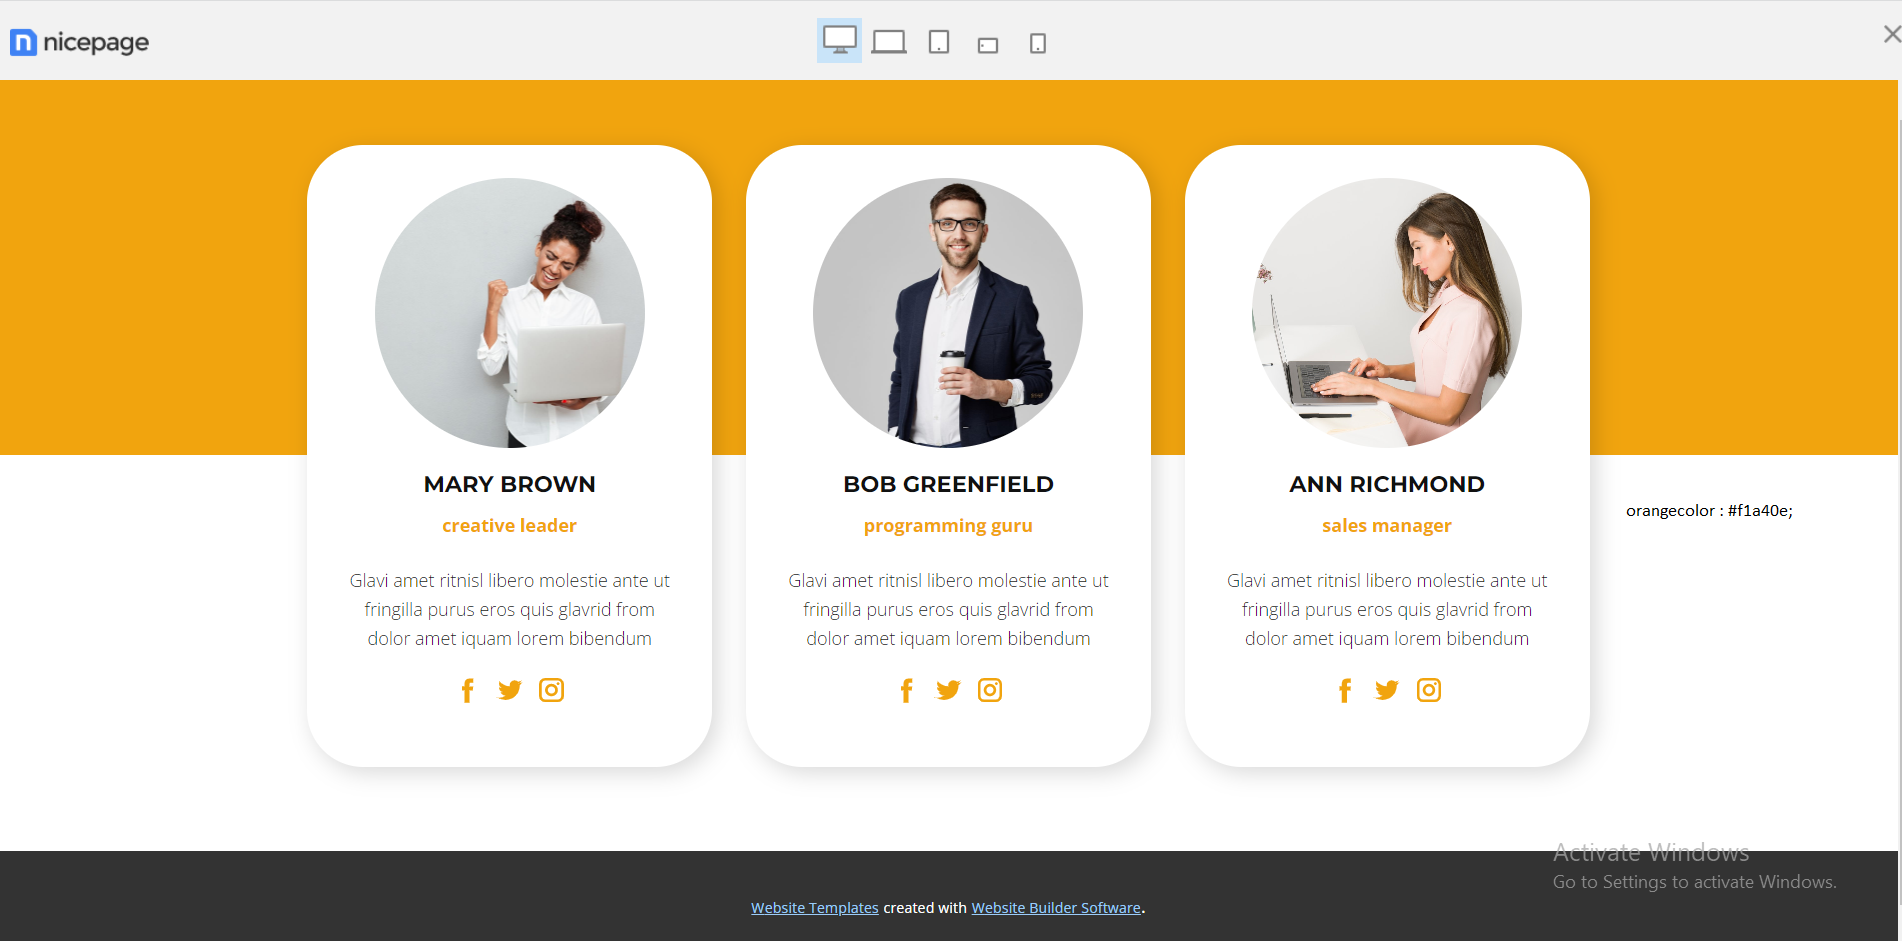 nicepage
MARY BROWN
creative leader
Glavi amet ritnisl libero molestie ante ut
fringilla purus eros quis glavrid from
dolor amet iquam lorem bibendum
BOB GREENFIELD
programming guru
Glavi amet ritnisl libero molestie ante ut
fringilla purus eros quis glavrid from
dolor amet iquam lorem bibendum
ANN RICHMOND
sales manager
Glavi amet ritnisl libero molestie ante ut
fringilla purus eros quis glavrid from
dolor amet iquam lorem bibendum
orangecolor : #f1a40e;
Activate Windows
Go to Settings to activate Windows.
Website Templates created with Website Builder Software.